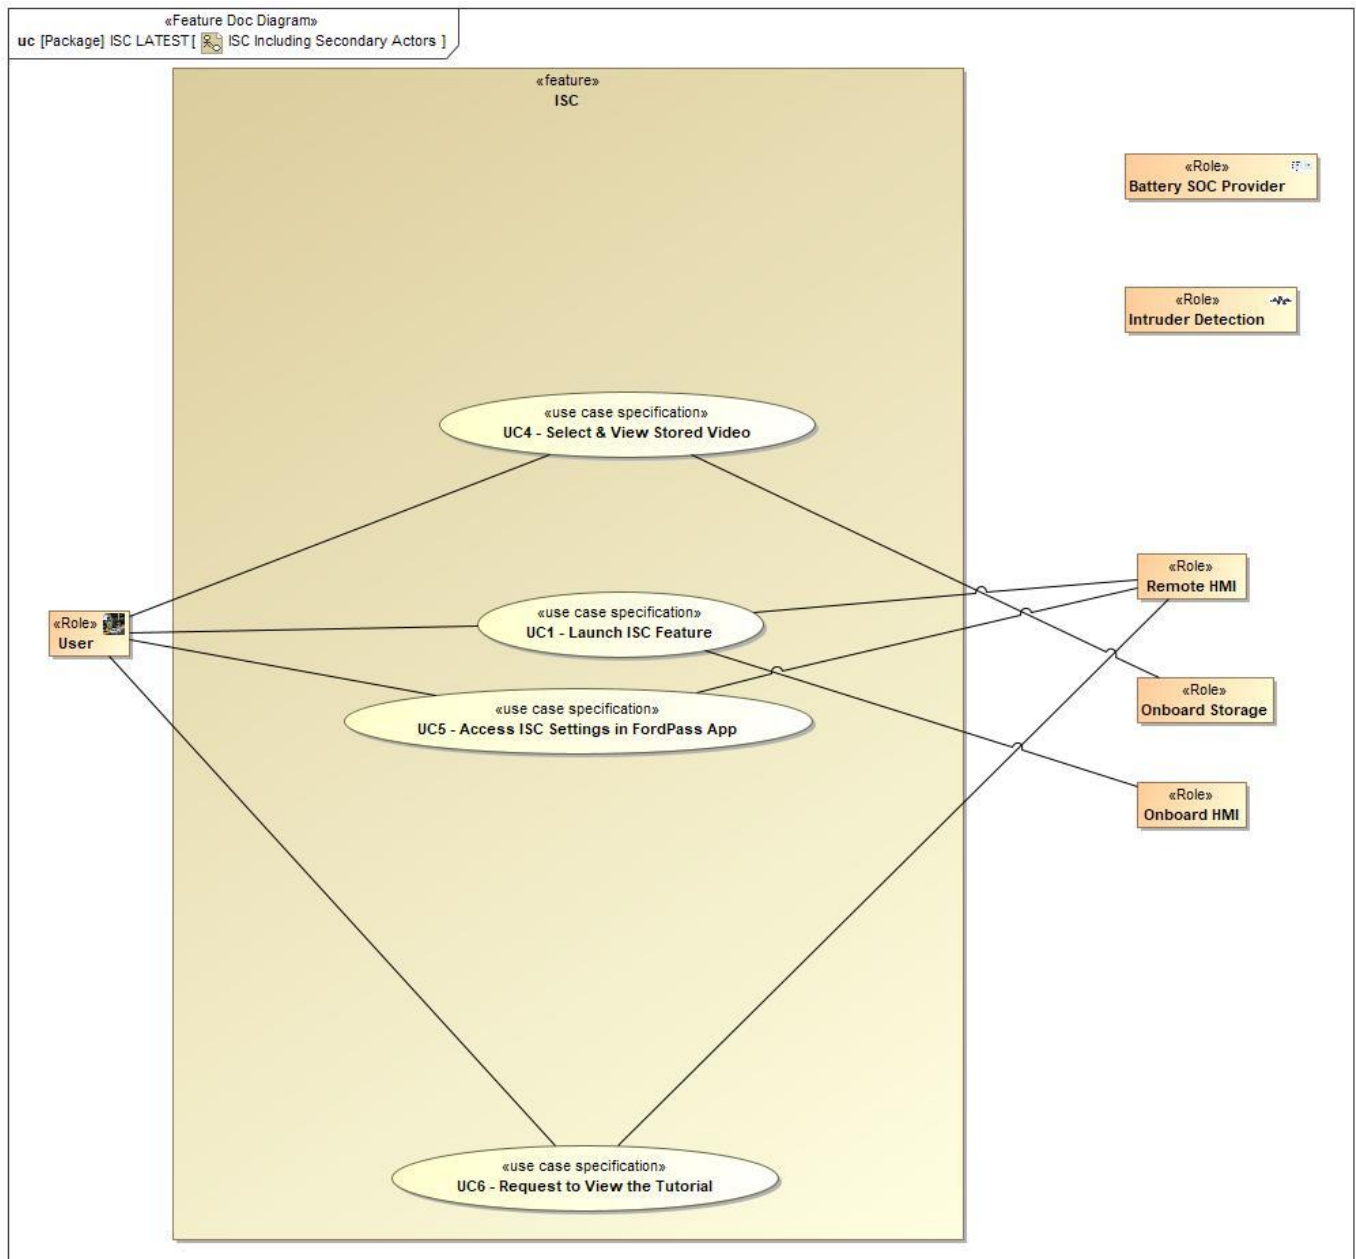 «Feature Doc Diagram»
uc [Package] ISC LATEST [ ISC Including Secondary Actors ]
«feature»
ISC
«Role»
Battery SOC Provider
«Role»
Intruder Detection
«use case specification»
UC4 - Select & View Stored Video
«Role»
Remote HMI
«use case specification»
UC1 - Launch ISC Feature
«Role»
User
«Role»
Onboard Storage
«use case specification»
UC5 - Access ISC Settings in FordPass App
«Role»
Onboard HMI
«use case specification»
UC6 - Request to View the Tutorial